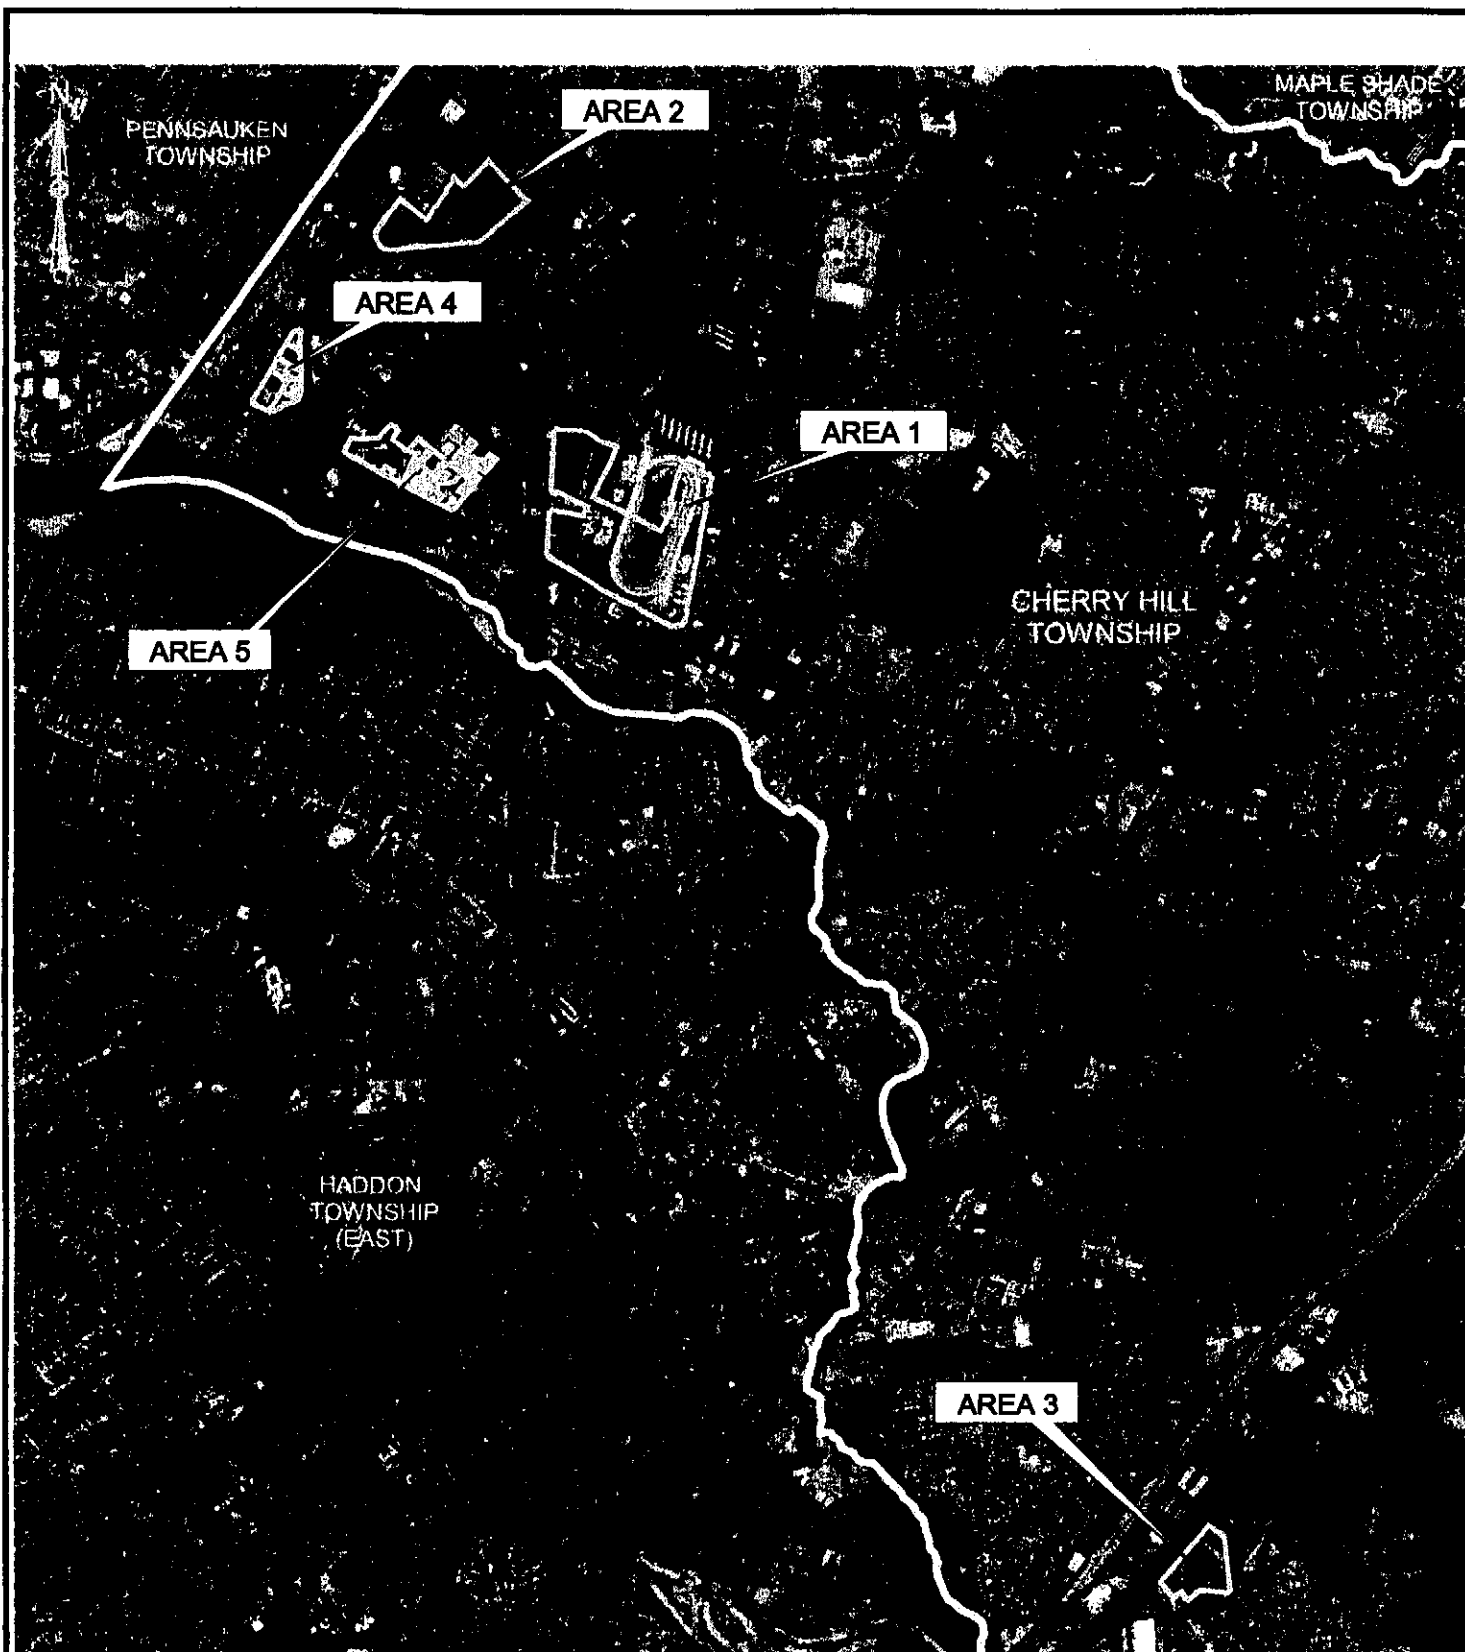 MAPLE SHADE
TOWNSHIP
N
PENNSAUKEN
TOWNSHIP
AREA 2
AREA 4
AREA 1
CHERRY HILL
TOWNSHIP
AREA 5
HADDON
TOWNSHIP
(EAST)
AREA 3